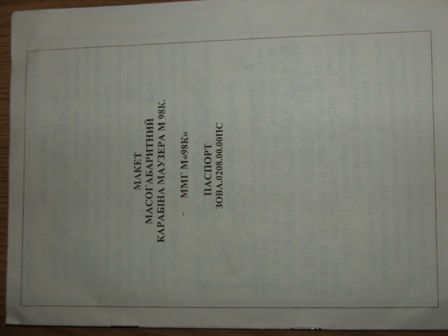 МАКЕТ
МАСОГАБАРИТНИЙ
КАРАБІНА МАУЗЕРА М 98К.
- ММГ М«98К»
ПАСПОРТ
ЗОВА.0208.00.00ПС